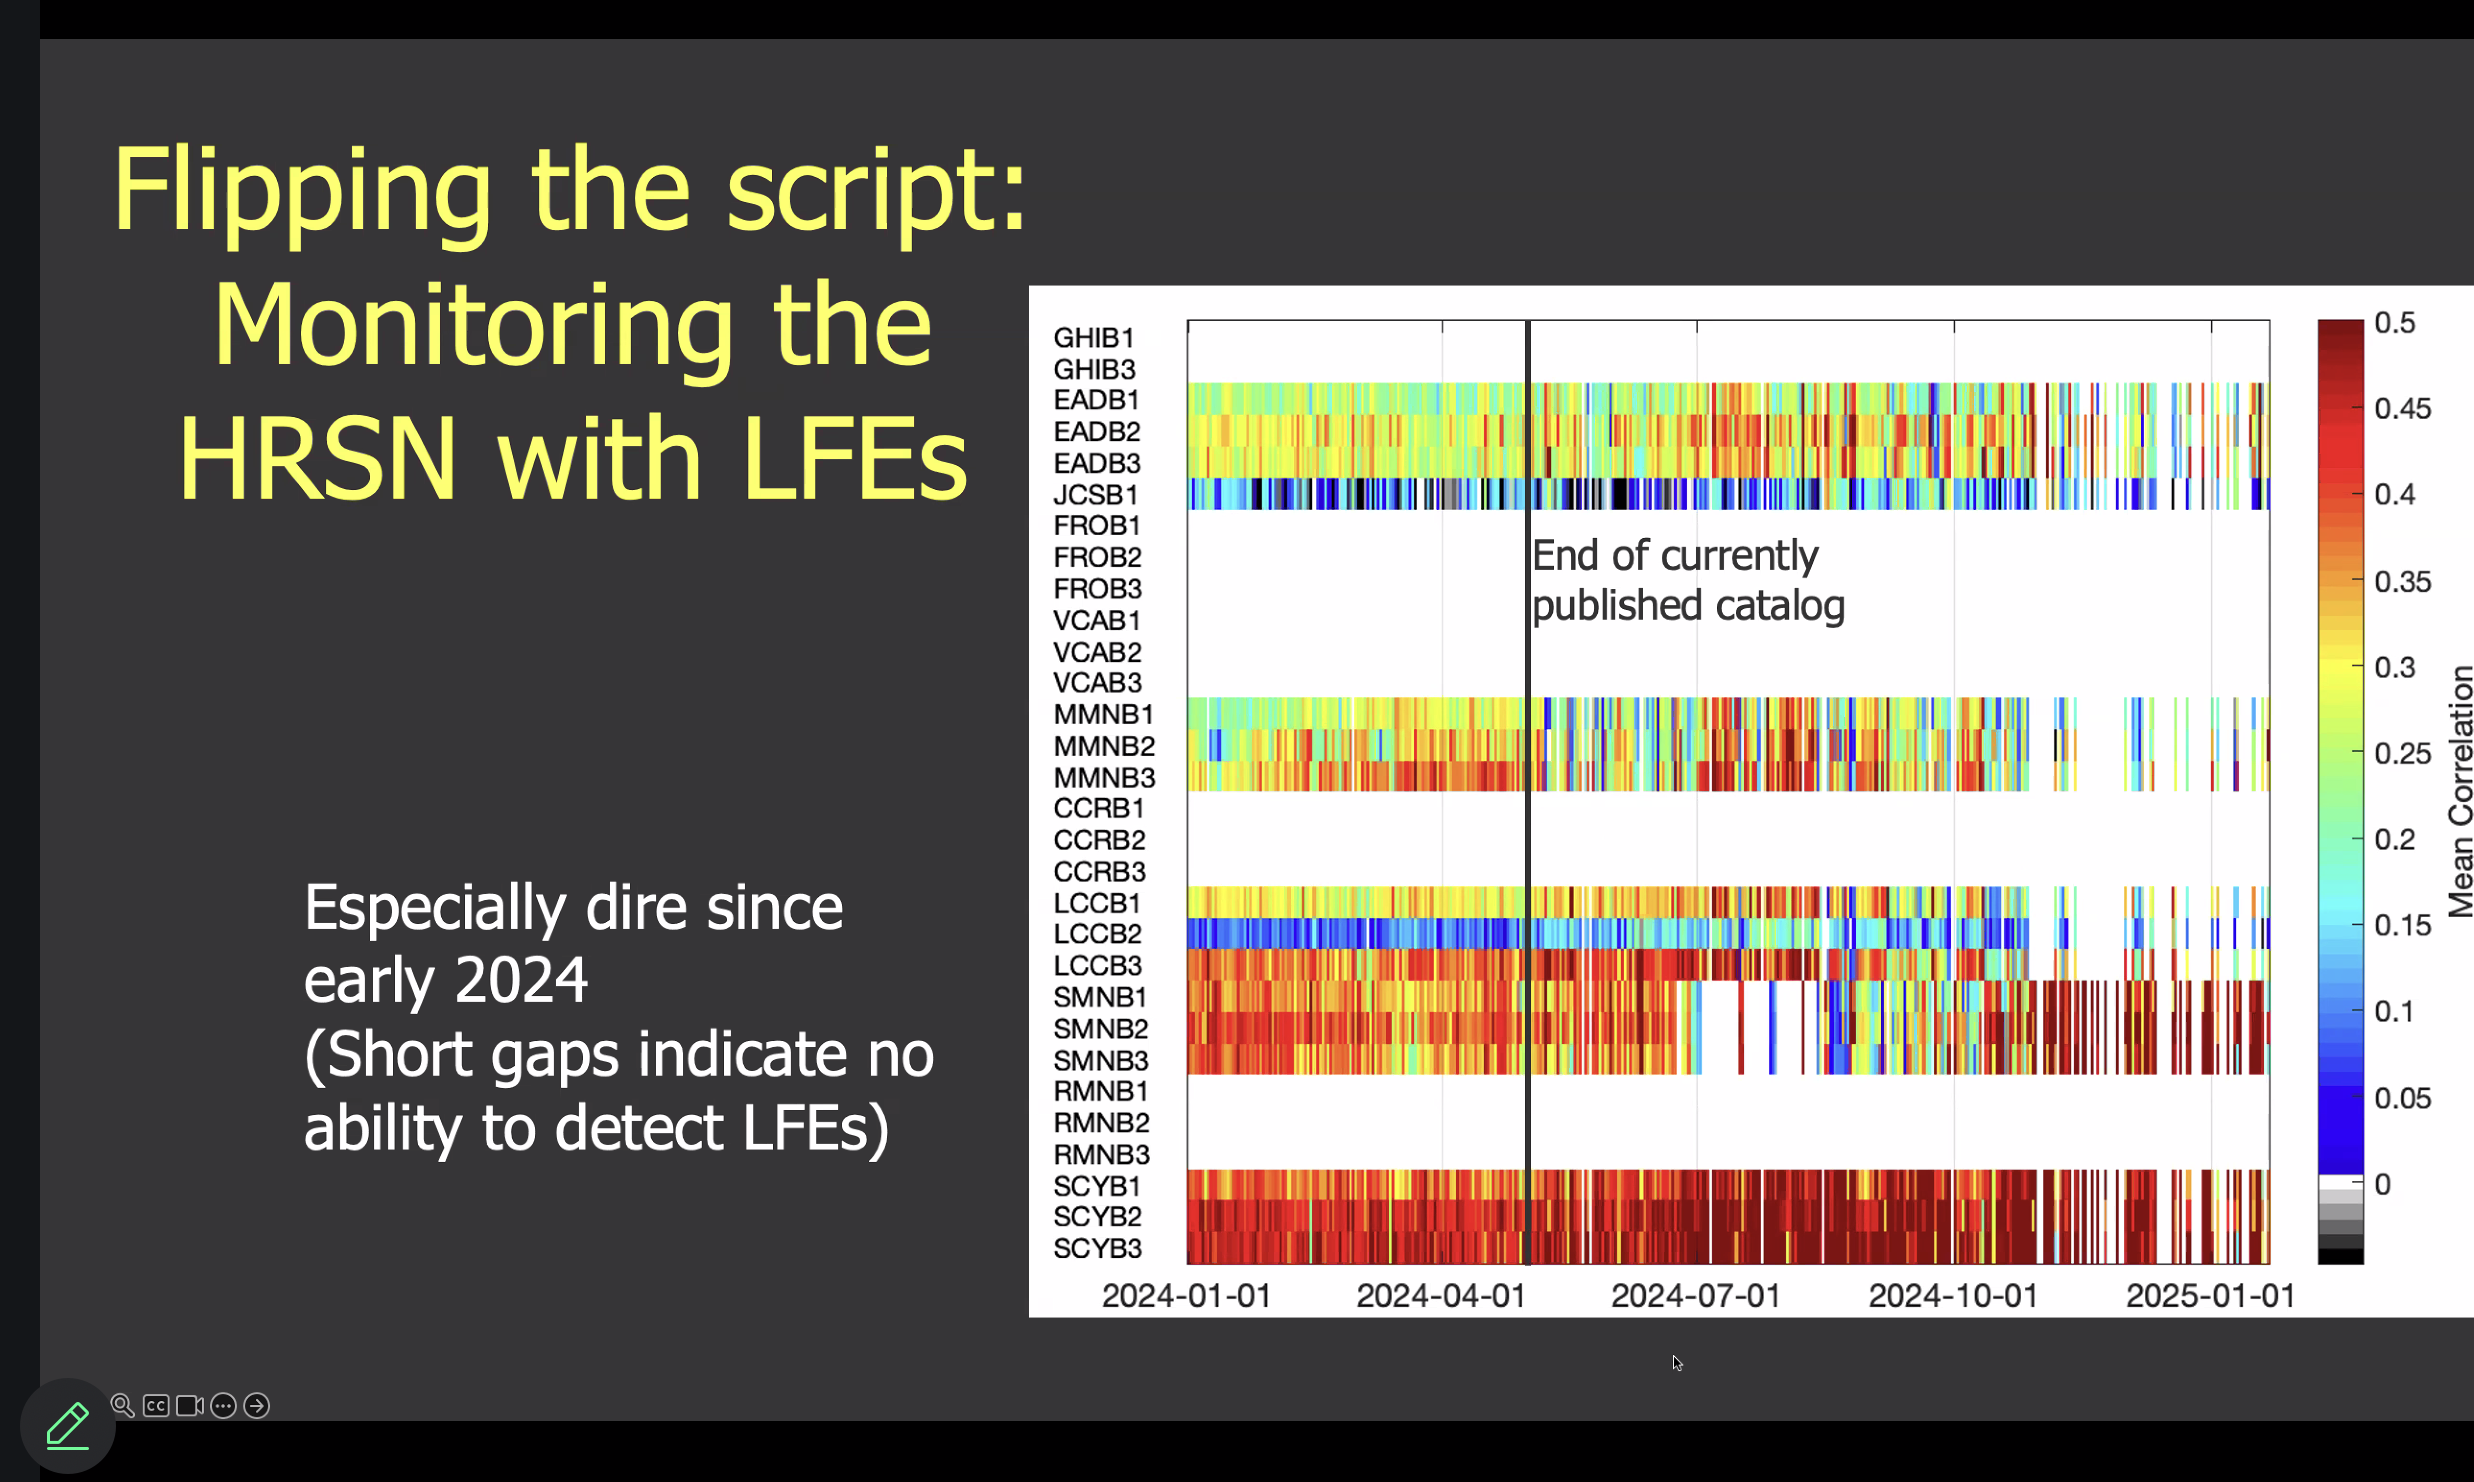 Flipping the script:
Monitoring the
HRSN with LFEs
Especially dire since
early 2024
(Short gaps indicate no
ability to detect LFEs)
GHIB1
GHIB3
EADB1
EADB2
EADB3
JCSB1
FROB1
FROB2
FROB3
VCAB1
VCAB2
VCAB3
MMNB1
MMNB2
MMNB3
CCRB1
CCRB2
CCRB3
LCCB1
LCCB2
LCCB3
SMNB1
SMNB2
SMNB3
RMNB1
RMNB2
RMNB3
SCYB1
SCYB2
SCYB3
End of currently
published catalog
2024-01-01 2024-04-01 2024-07-01 2024-10-01 2025-01-01
0.5
0.45
0.4
0.35
0.3
0.25
0.2
0.15
0.1
0.05
0
Mean Correlation
CC